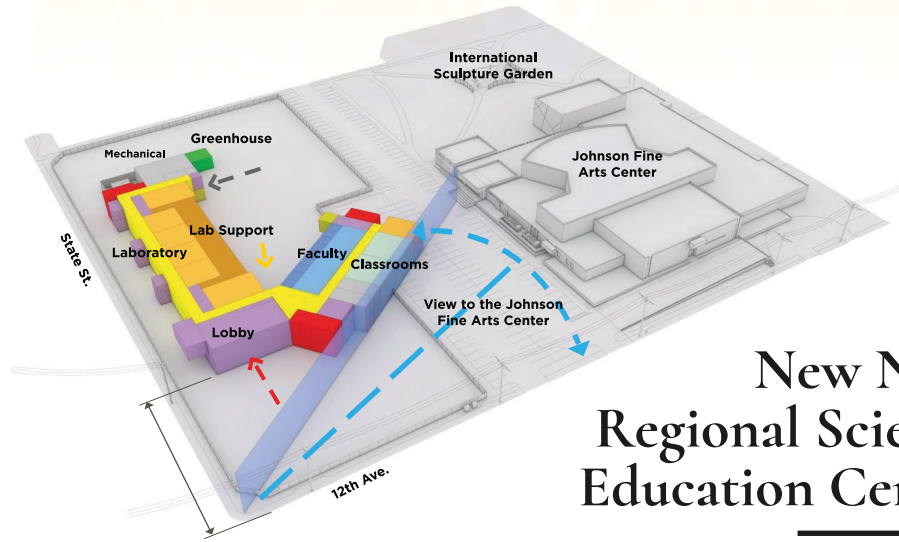 International
Sculpture Garden
Greenhouse
Mechanical
Johnson Fine
Arts Center
Lab Support
State St.
Laboratory
Faculty
Classrooms
View to the Johnson
Fine Arts Center
Lobby
12th Ave.
New N
Regional Scie
Education Cer